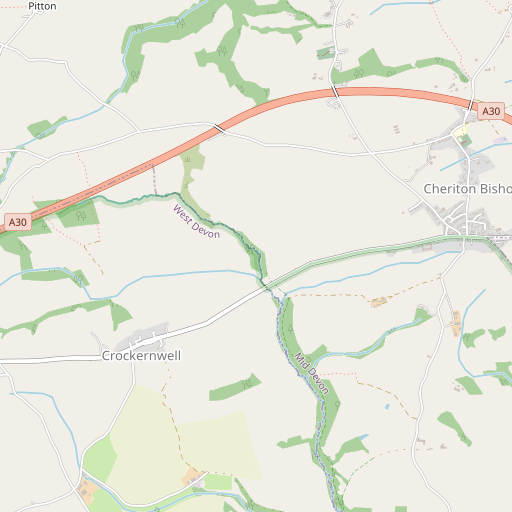 Pitton
A30
Cheriton Bisho
West Devon
A30
Crockernwell
Mid Devon